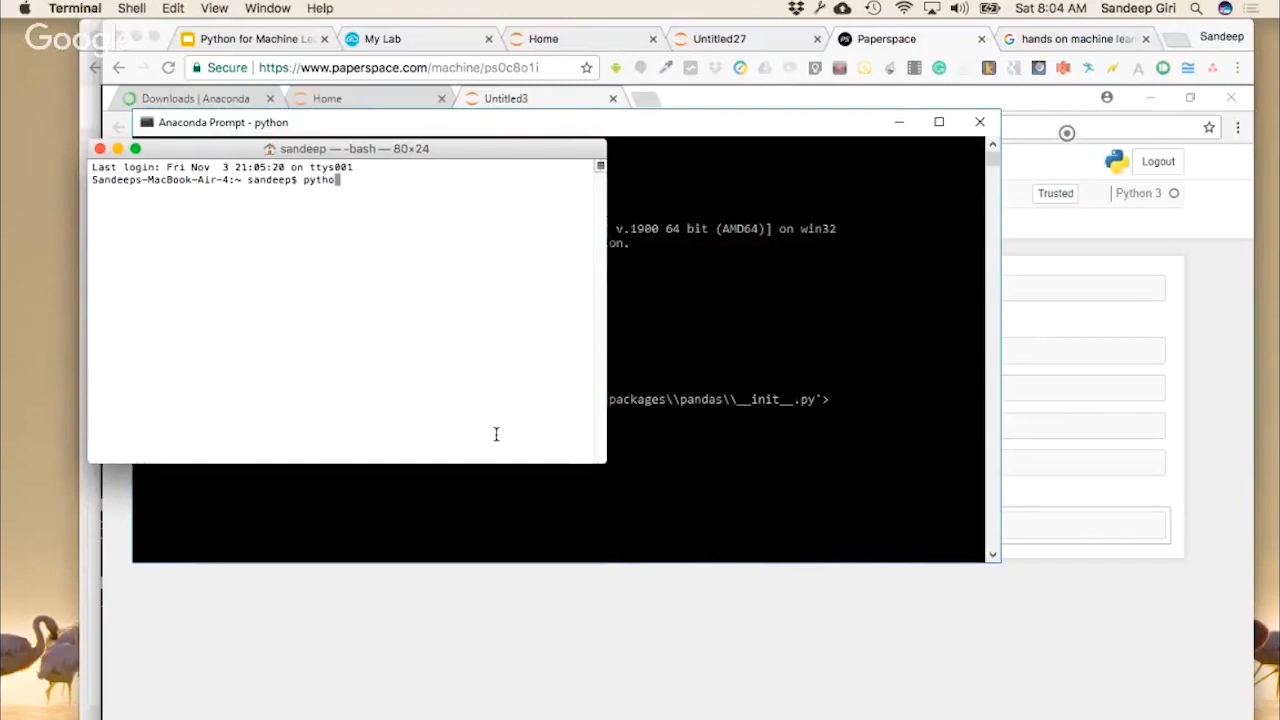 Terminal Shell Edit View Window Help Sat 8:04 AM Sandeep Giri
Google
Python for Machine Le
My Lab
Home
Untitled27
Paperspace
hands on machine lear
Sandeep
Secure https://www.paperspace.com/machine/ps0c8o1i
Downloads | Anaconda
Home
Untitled3
Anaconda Prompt - python
sandeep — -bash — 80×24
Last login: Fri Nov 3 21:05:20 on ttys001
Sandeeps-MacBook-Air-4:~ sandeep$ pytho
Logout
Trusted
Python 3
v.1900 64 bit (AMD64)] on win32
on.
packages\\pandas\\__init__.py'>